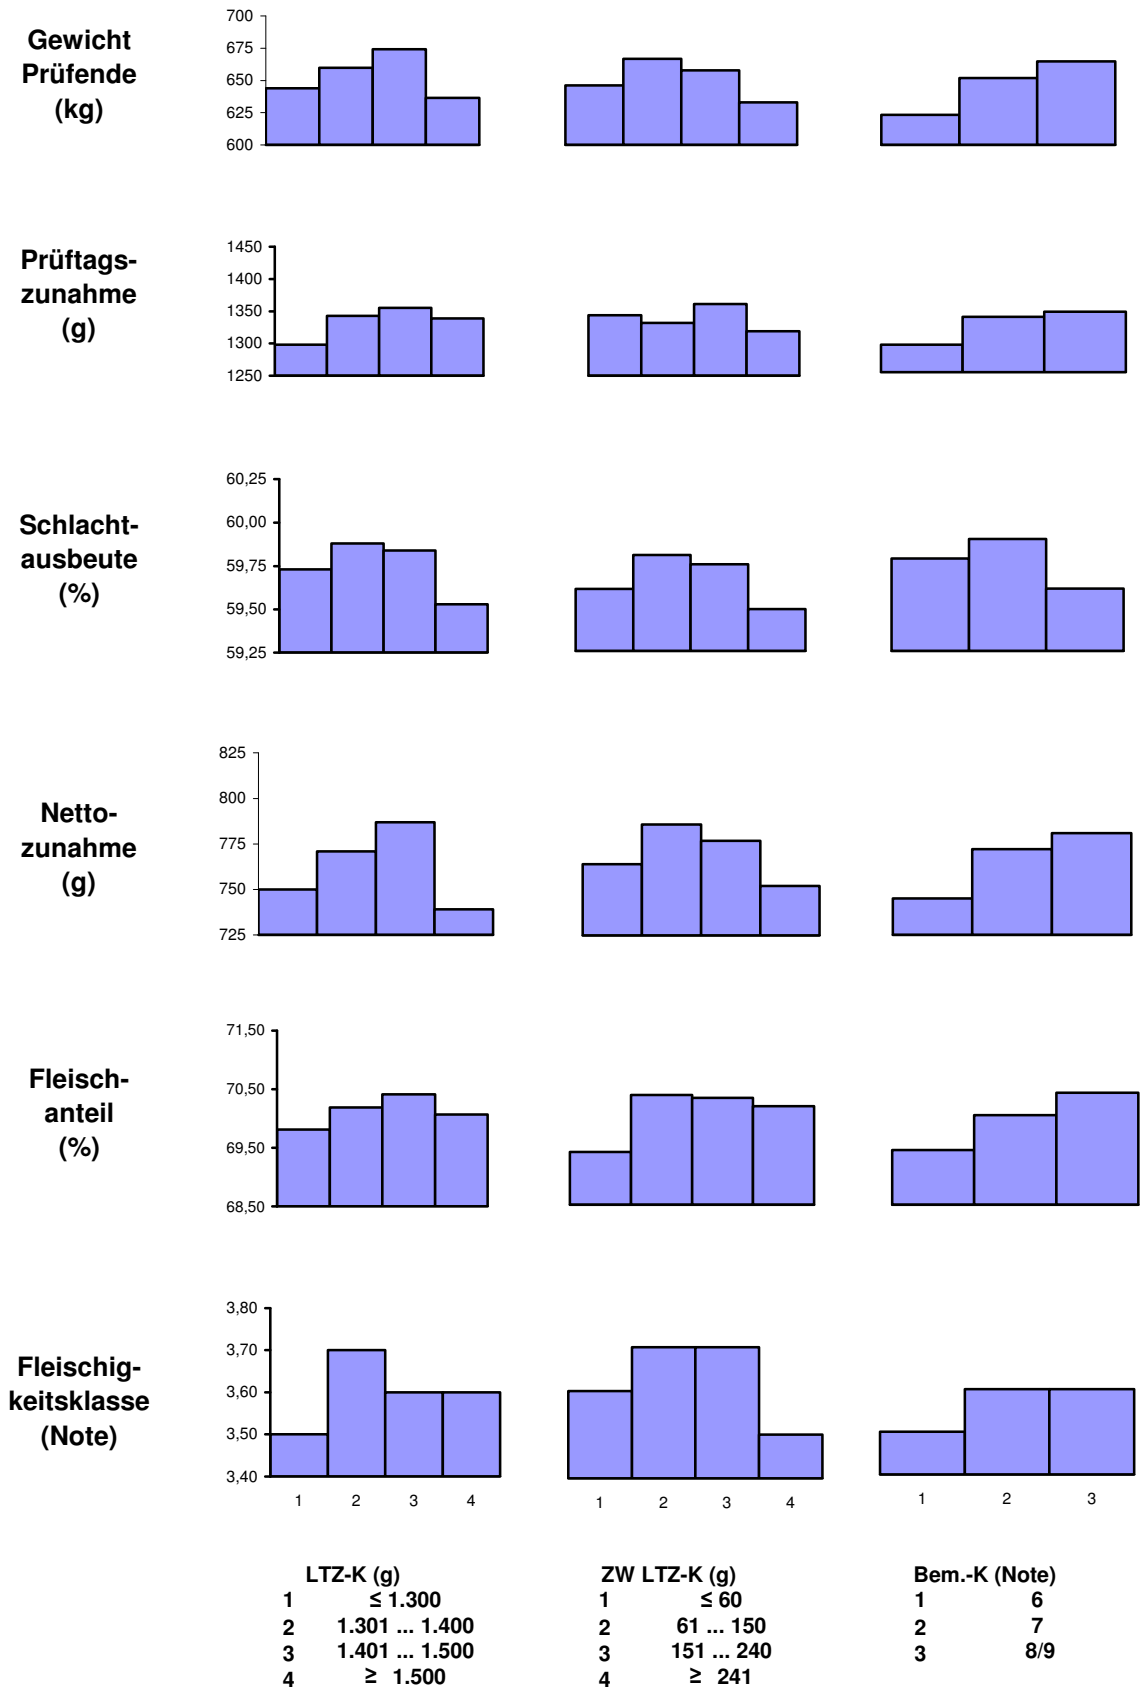 Gewicht
Prüfende
(kg)
700
675
650
625
600
Prüftags-
zunahme
(g)
1450
1400
1350
1300
1250
Schlacht-
ausbeute
(%)
60,25
60,00
59,75
59,50
59,25
Netto-
zunahme
(g)
825
800
775
750
725
Fleisch-
anteil
(%)
71,50
70,50
69,50
68,50
Fleischig-
keitsklasse
(Note)
3,80
3,70
3,60
3,50
3,40
1 2 3 4
1 2 3 4
1 2 3
LTZ-K (g)
1 ≤ 1.300
2 1.301 ... 1.400
3 1.401 ... 1.500
4 ≥ 1.500
ZW LTZ-K (g)
1 ≤ 60
2 61 ... 150
3 151 ... 240
4 ≥ 241
Bem.-K (Note)
1 6
2 7
3 8/9